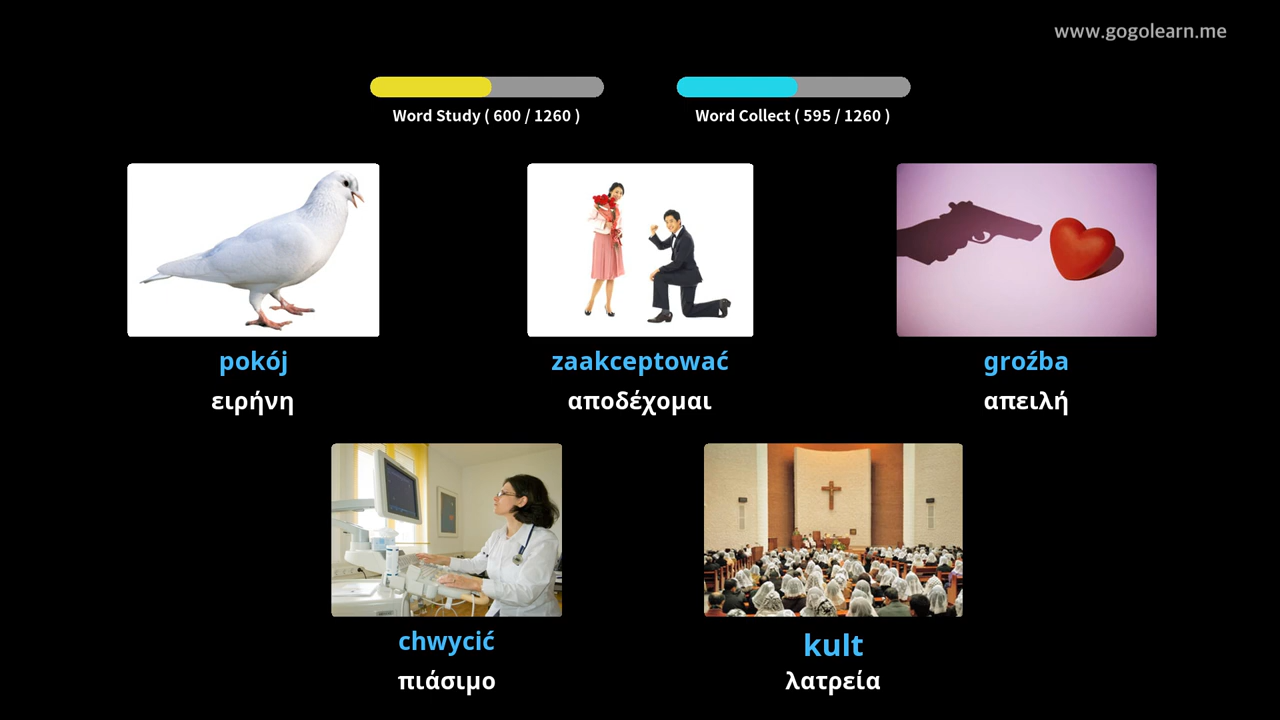 www.gogolearn.me
Word Study ( 600 / 1260 )
Word Collect ( 595 / 1260 )
pokój
zaakceptować
groźba
ειρήνη
αποδέχομαι
απειλή
chwycić
kult
πιάσιμο
λατρεία